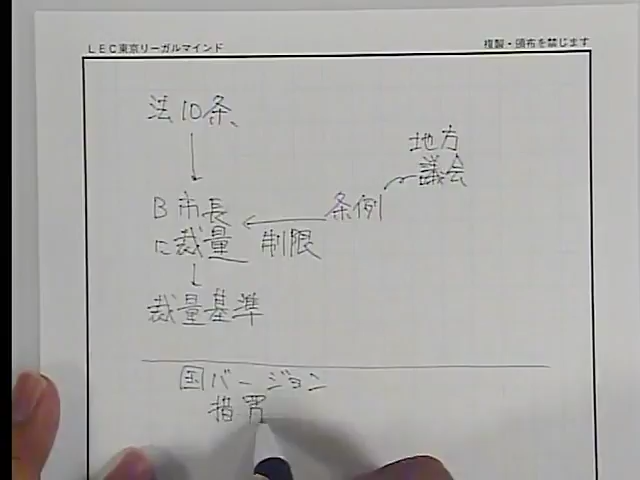 LEC東京リーガルマインド
複製・頒布を禁じます
法10条、
地方
議会
B市長
条例
に裁量
制限
裁量基準
国バージョン
措置